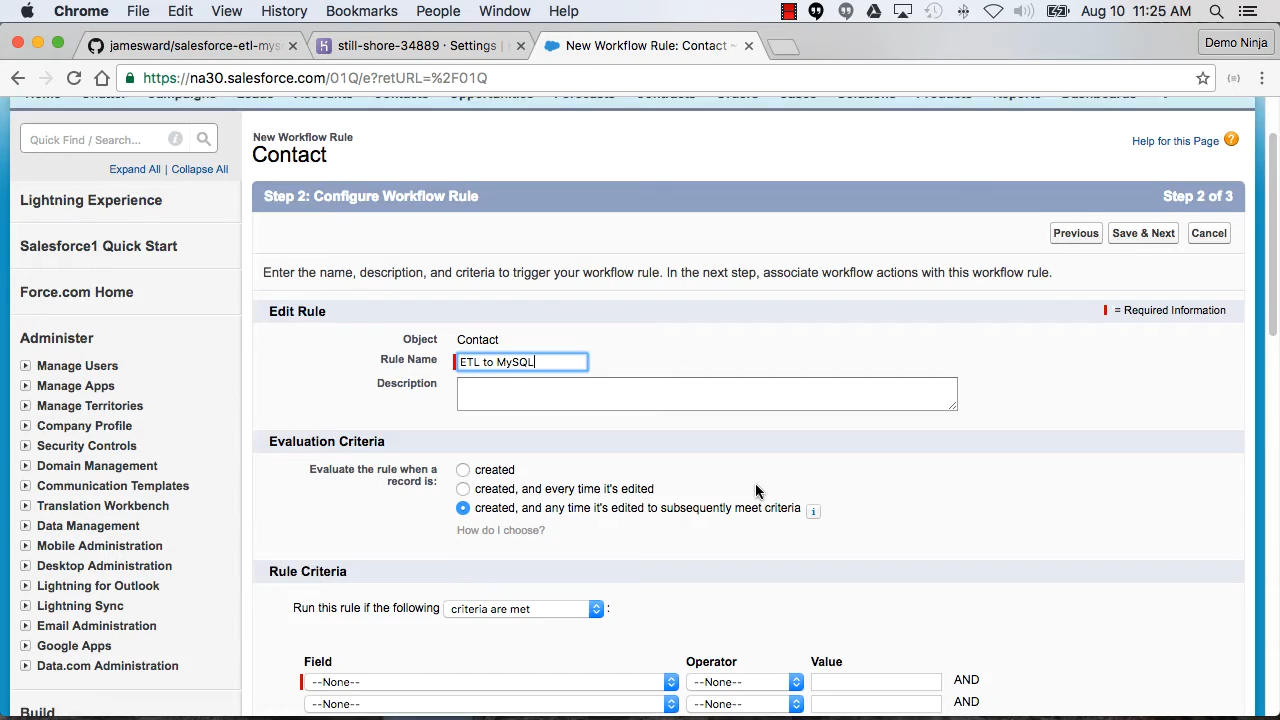 Chrome File Edit View History Bookmarks People Window Help Aug 10 11:25 AM
jamesward/salesforce-etl-mys × still-shore-34889 · Settings | × New Workflow Rule: Contact ~ × Demo Ninja
https://na30.salesforce.com/01Q/e?retURL=%2F01Q
Quick Find / Search...
Expand All | Collapse All
Lightning Experience
Salesforce1 Quick Start
Force.com Home
Administer
Manage Users
Manage Apps
Manage Territories
Company Profile
Security Controls
Domain Management
Communication Templates
Translation Workbench
Data Management
Mobile Administration
Desktop Administration
Lightning for Outlook
Lightning Sync
Email Administration
Google Apps
Data.com Administration
Build
New Workflow Rule
Contact
Help for this Page ?
Step 2: Configure Workflow Rule Step 2 of 3
Previous Save & Next Cancel
Enter the name, description, and criteria to trigger your workflow rule. In the next step, associate workflow actions with this workflow rule.
Edit Rule = Required Information
Object Contact
Rule Name ETL to MySQL
Description
Evaluation Criteria
Evaluate the rule when a
record is:
created
created, and every time it's edited
created, and any time it's edited to subsequently meet criteria i
How do I choose?
Rule Criteria
Run this rule if the following criteria are met :
Field Operator Value
--None-- --None-- AND
--None-- --None-- AND